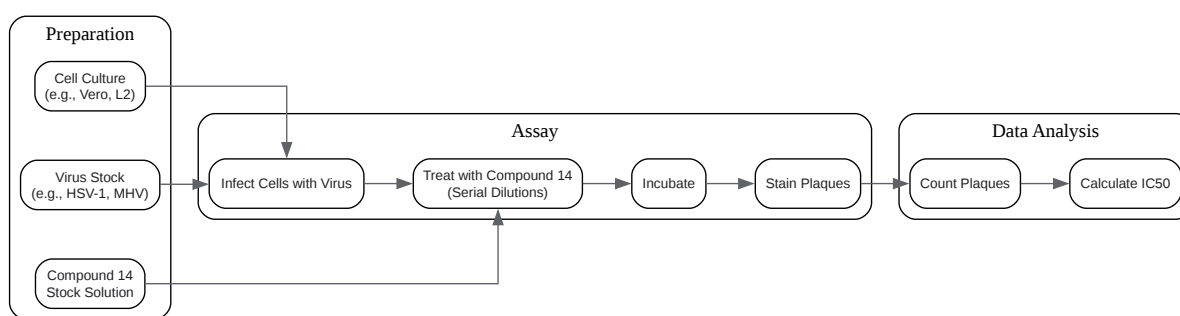 Preparation
Cell Culture
(e.g., Vero, L2)
Virus Stock
(e.g., HSV-1, MHV)
Compound 14
Stock Solution
Assay
Infect Cells with Virus
Treat with Compound 14
(Serial Dilutions)
Incubate
Stain Plaques
Data Analysis
Count Plaques
Calculate IC50